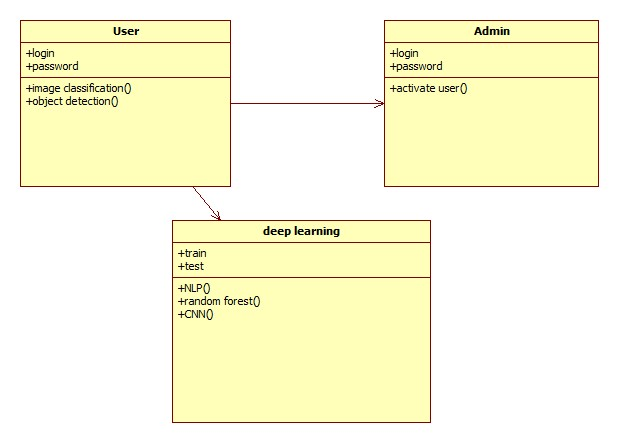 User
+login
+password
+image classification()
+object detection()
Admin
+login
+password
+activate user()
deep learning
+train
+test
+NLP()
+random forest()
+CNN()